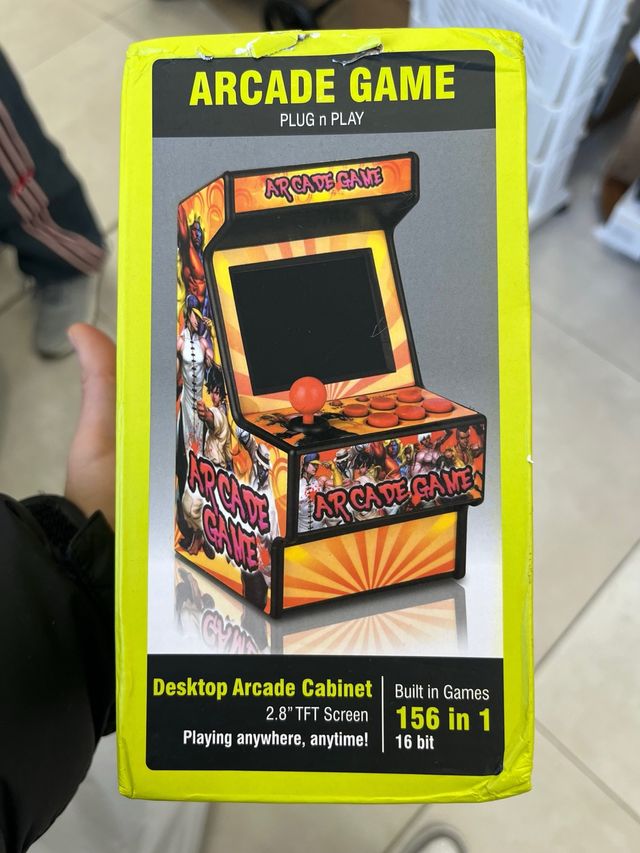 ARCADE GAME
PLUG n PLAY
ARCADE GAME
ARCADE
GAME
ARCADE GAME
Desktop Arcade Cabinet
2.8" TFT Screen
Playing anywhere, anytime!
Built in Games
156 in 1
16 bit